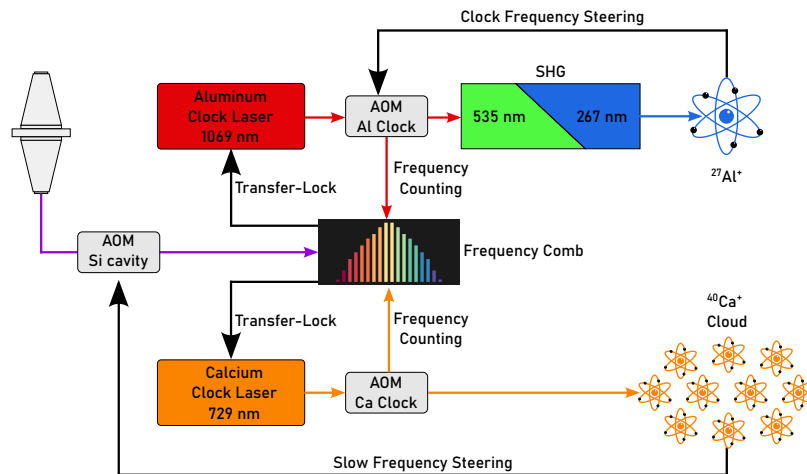 Clock Frequency Steering
Aluminum
Clock Laser
1069 nm
AOM
Al Clock
SHG
535 nm
267 nm
²⁷Al⁺
Frequency
Counting
Transfer-Lock
AOM
Si cavity
Frequency Comb
Transfer-Lock
Frequency
Counting
⁴⁰Ca⁺
Cloud
Calcium
Clock Laser
729 nm
AOM
Ca Clock
Slow Frequency Steering